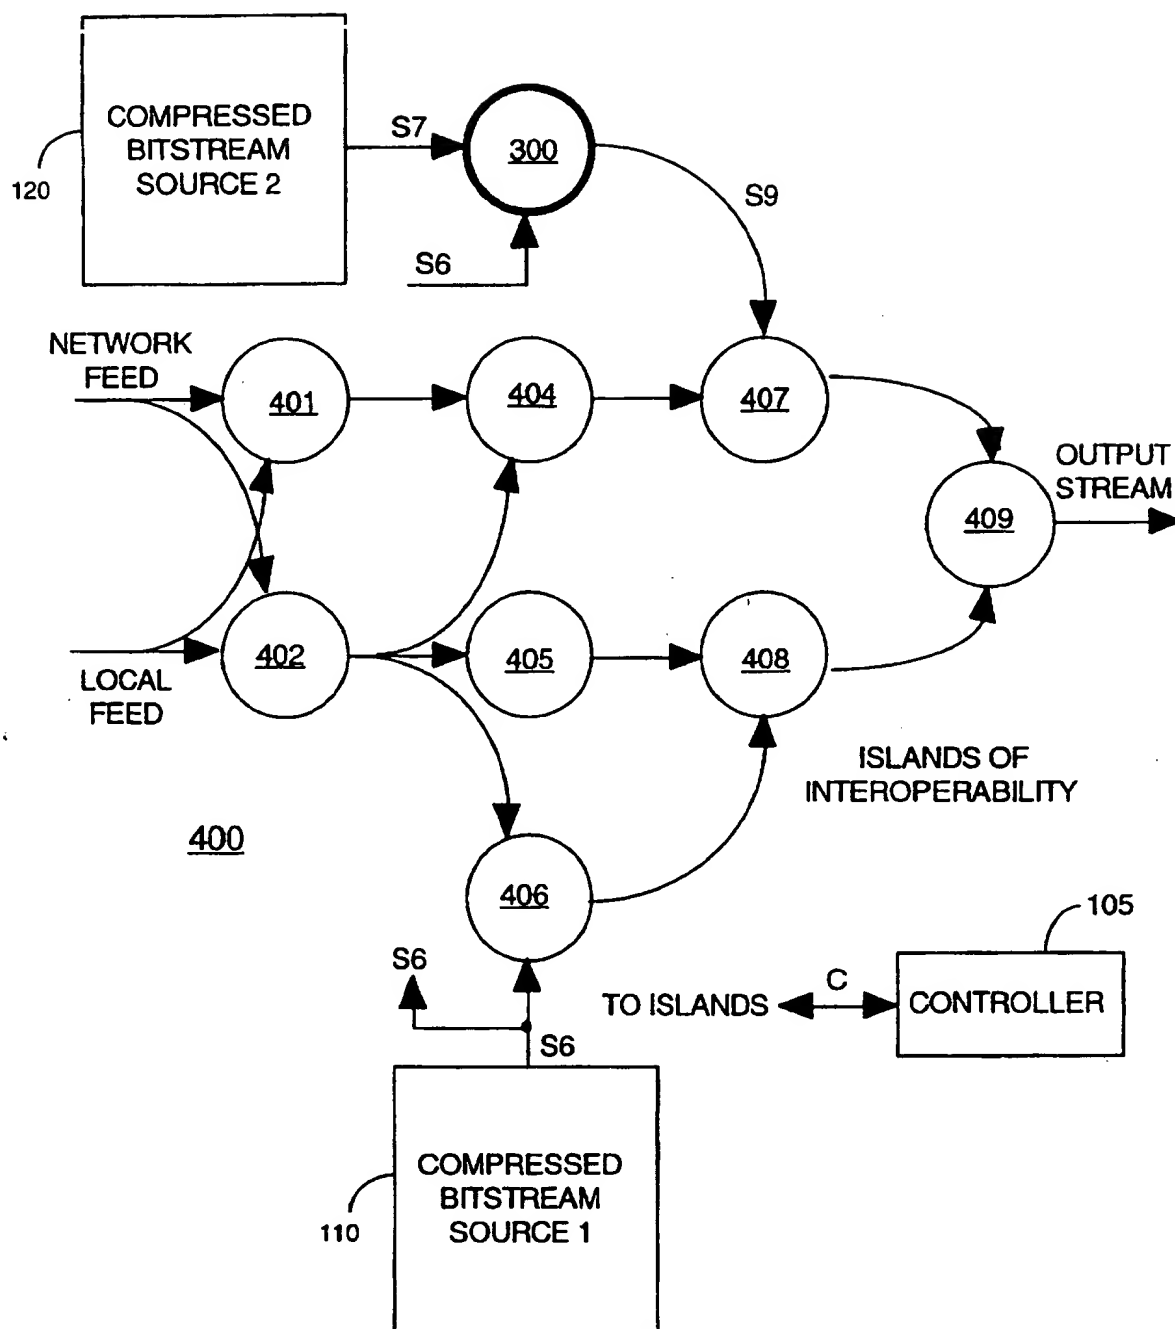 COMPRESSED
BITSTREAM
SOURCE 2
120
S7
300
S9
S6
NETWORK
FEED
401
404
407
OUTPUT
STREAM
409
402
405
408
LOCAL
FEED
ISLANDS OF
INTEROPERABILITY
400
406
105
S6
TO ISLANDS
C
CONTROLLER
S6
COMPRESSED
BITSTREAM
SOURCE 1
110